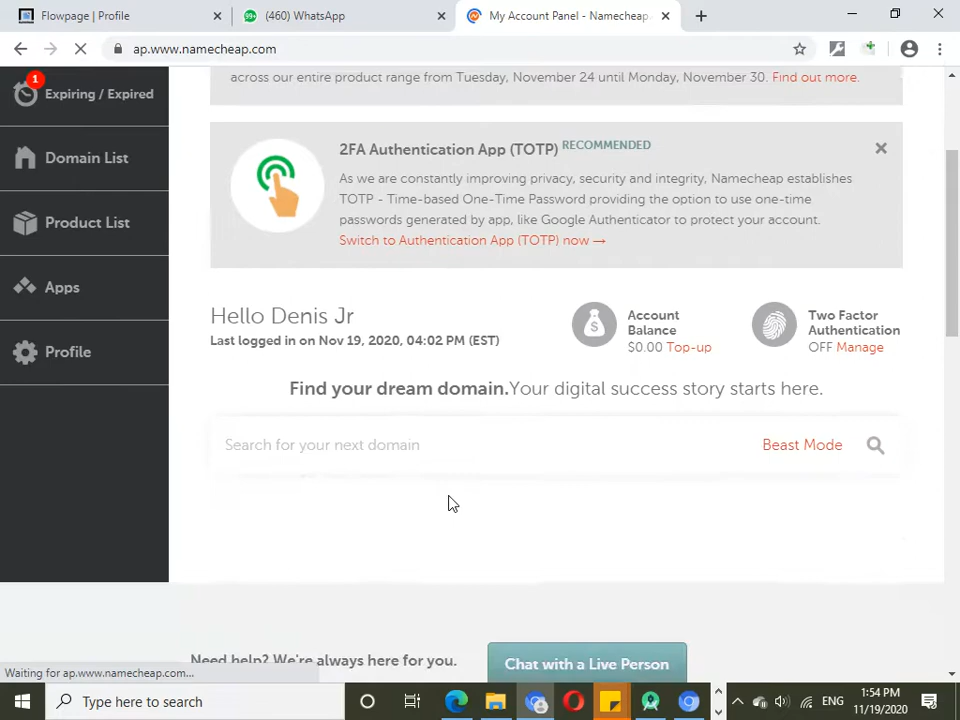 Flowpage | Profile
99+
(460) WhatsApp
My Account Panel - Namecheap.
ap.www.namecheap.com
1
Expiring / Expired
Domain List
Product List
Apps
Profile
across our entire product range from Tuesday, November 24 until Monday, November 30. Find out more.
2FA Authentication App (TOTP) RECOMMENDED
As we are constantly improving privacy, security and integrity, Namecheap establishes
TOTP - Time-based One-Time Password providing the option to use one-time
passwords generated by app, like Google Authenticator to protect your account.
Switch to Authentication App (TOTP) now →
Hello Denis Jr
Last logged in on Nov 19, 2020, 04:02 PM (EST)
Account
Balance
$0.00 Top-up
Two Factor
Authentication
OFF Manage
Find your dream domain.Your digital success story starts here.
Search for your next domain
Beast Mode
Need help? We're always here for you.
Chat with a Live Person
Waiting for ap.www.namecheap.com...
Type here to search
ENG
1:54 PM
11/19/2020